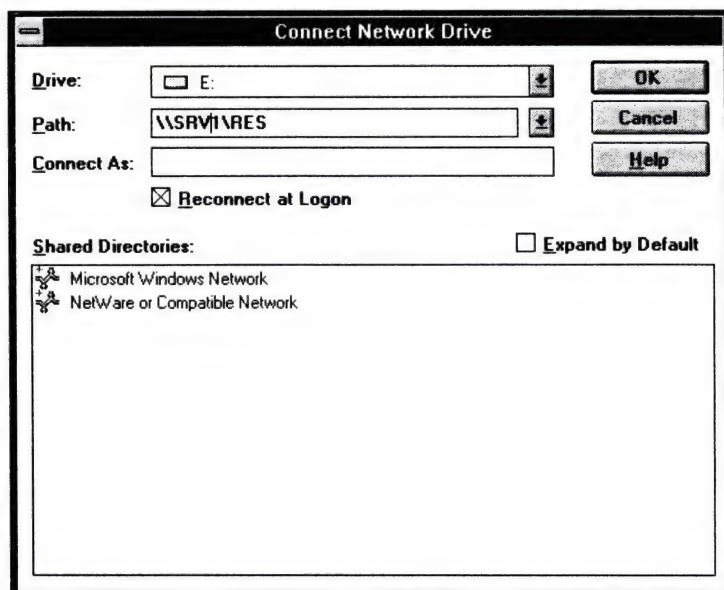 Connect Network Drive
Drive:
E:
OK
Path:
\\SRV1\RES
Cancel
Connect As:
Help
Reconnect at Logon
Shared Directories:
Expand by Default
Microsoft Windows Network
NetWare or Compatible Network